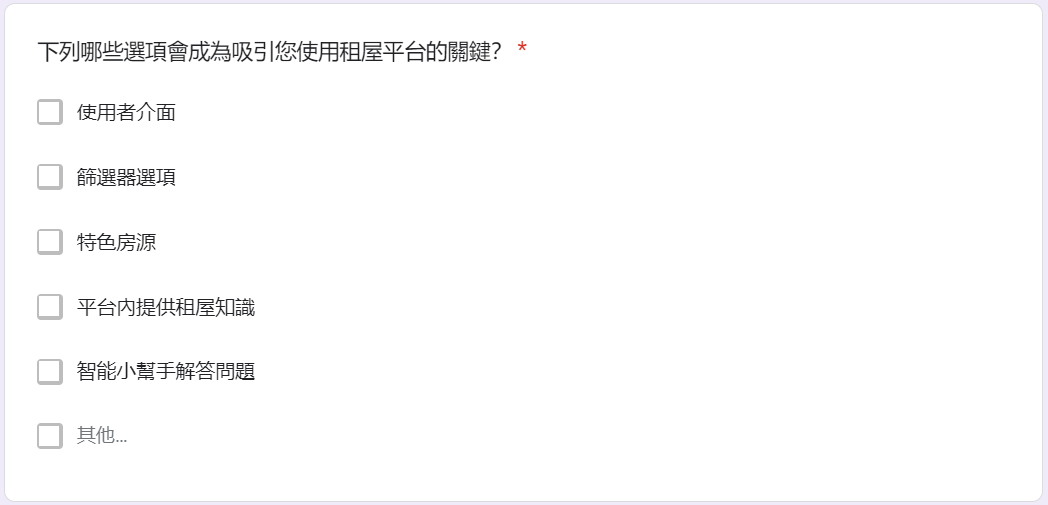 下列哪些選項會成為吸引您使用租屋平台的關鍵? *
使用者介面
篩選器選項
特色房源
平台內提供租屋知識
智能小幫手解答問題
其他...